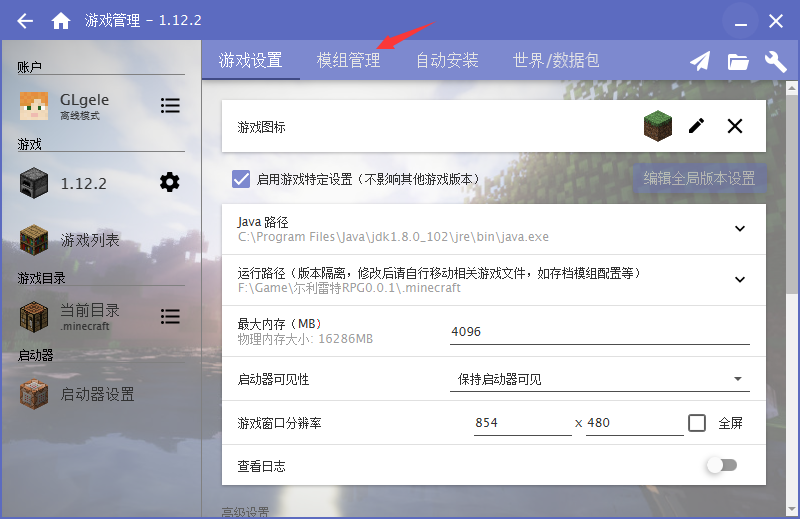 游戏管理 - 1.12.2
游戏设置 模组管理 自动安装 世界/数据包
账户
GLgele
离线模式
游戏
1.12.2
游戏列表
游戏目录
当前目录
.minecraft
启动器
启动器设置
游戏图标
启用游戏特定设置（不影响其他游戏版本） 编辑全局版本设置
Java 路径
C:\Program Files\Java\jdk1.8.0_102\jre\bin\java.exe
运行路径（版本隔离，修改后请自行移动相关游戏文件，如存档模组配置等）
F:\Game\尔利雷特RPG0.0.1\.minecraft
最大内存（MB）
物理内存大小: 16286MB
4096
启动器可见性 保持启动器可见
游戏窗口分辨率 854 x 480 全屏
查看日志
高级设置